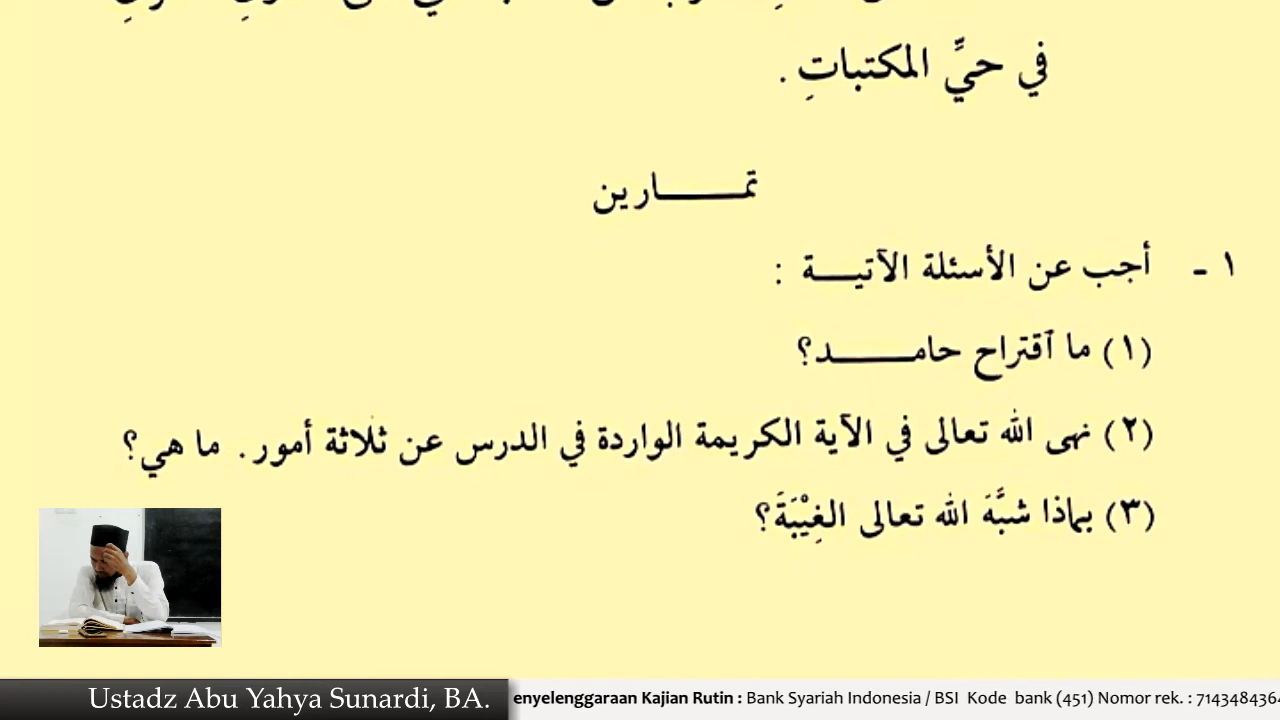 في حيِّ المكتباتِ .
تمـــــارين
١ ـ أجب عن الأسئلة الآتيـــة :
(١) ما ٱقتراح حامـــــد؟
(٢) نهى الله تعالى في الآية الكريمة الواردة في الدرس عن ثلاثة أمور . ما هي؟
(٣) بماذا شبَّهَ الله تعالى الغِيْبَةَ؟
Ustadz Abu Yahya Sunardi, BA.
enyelenggaraan Kajian Rutin : Bank Syariah Indonesia / BSI Kode bank (451) Nomor rek. : 714348436